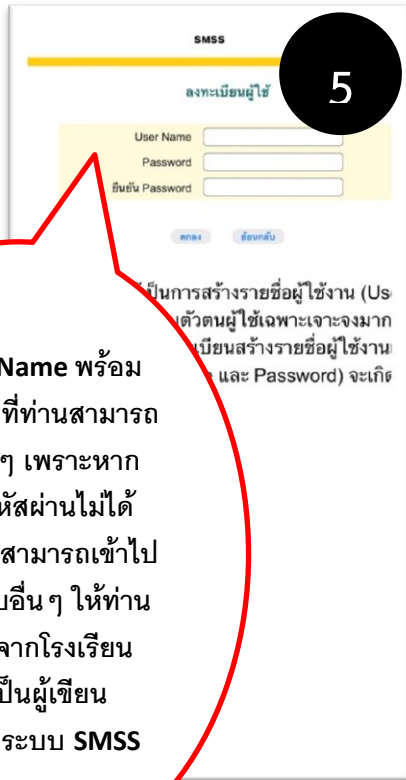 SMSS
5
ลงทะเบียนผู้ใช้
User Name
Password
ยืนยัน Password
ตกลง ย้อนกลับ
เป็นการสร้างรายชื่อผู้ใช้งาน (Us
ตัวตนผู้ใช้เฉพาะเจาะจงมาก
เบียนสร้างรายชื่อผู้ใช้งาน
และ Password) จะเกิด
Name พร้อม
ที่ท่านสามารถ
ๆ เพราะหาก
หัสผ่านไม่ได้
สามารถเข้าไป
บอื่น ๆ ให้ท่าน
จากโรงเรียน
ป็นผู้เขียน
ระบบ SMSS